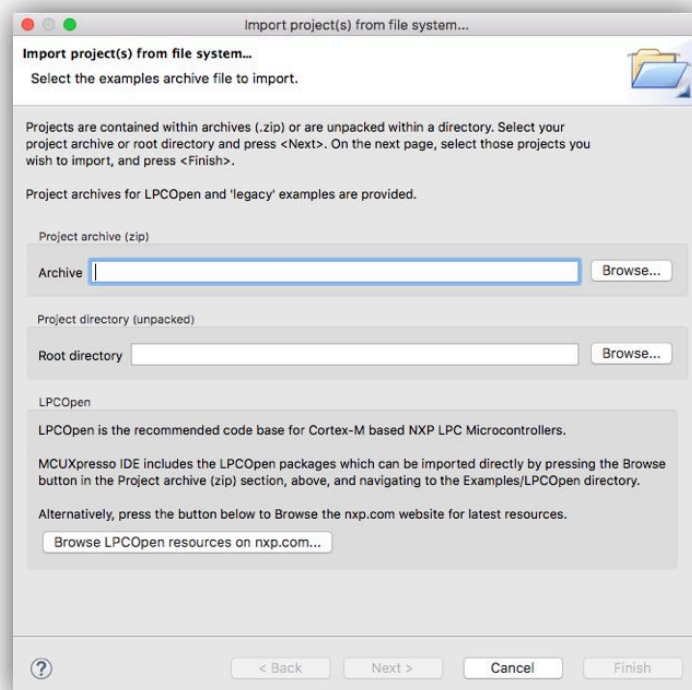 Import project(s) from file system...
Import project(s) from file system...
Select the examples archive file to import.
Projects are contained within archives (.zip) or are unpacked within a directory. Select your
project archive or root directory and press <Next>. On the next page, select those projects you
wish to import, and press <Finish>.
Project archives for LPCOpen and 'legacy' examples are provided.
Project archive (zip)
Archive Browse...
Project directory (unpacked)
Root directory Browse...
LPCOpen
LPCOpen is the recommended code base for Cortex-M based NXP LPC Microcontrollers.
MCUXpresso IDE includes the LPCOpen packages which can be imported directly by pressing the Browse
button in the Project archive (zip) section, above, and navigating to the Examples/LPCOpen directory.
Alternatively, press the button below to Browse the nxp.com website for latest resources.
Browse LPCOpen resources on nxp.com...
? < Back Next > Cancel Finish